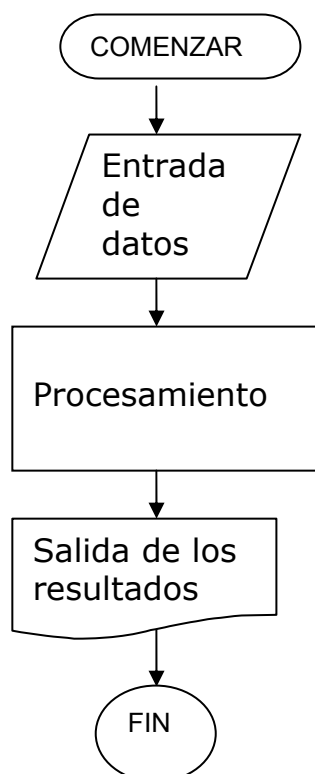 COMENZAR
Entrada
de
datos
Procesamiento
Salida de los
resultados
FIN